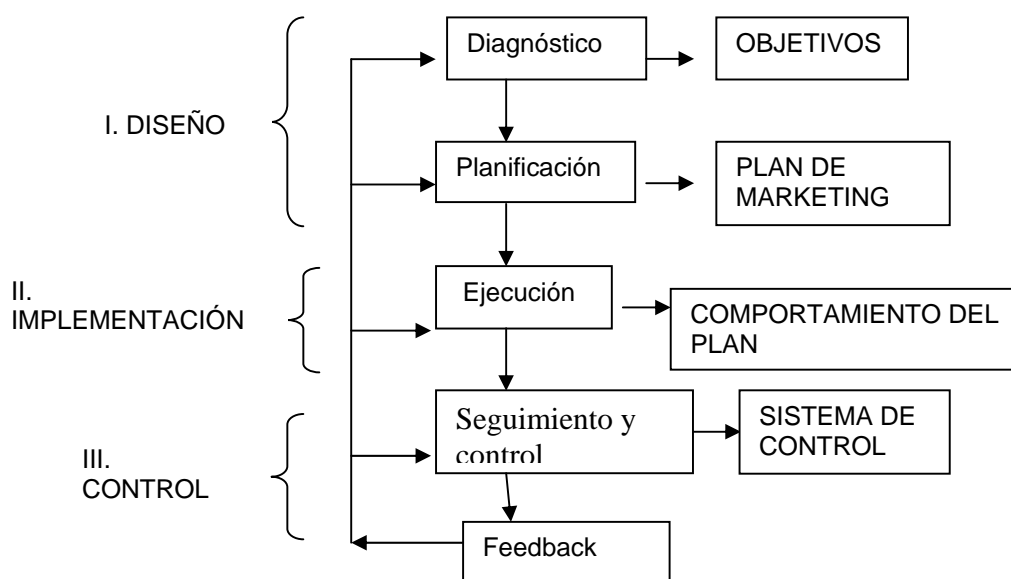 Diagnóstico
OBJETIVOS
I. DISEÑO
Planificación
PLAN DE
MARKETING
II.
IMPLEMENTACIÓN
Ejecución
COMPORTAMIENTO DEL
PLAN
Seguimiento y
control
SISTEMA DE
CONTROL
III.
CONTROL
Feedback